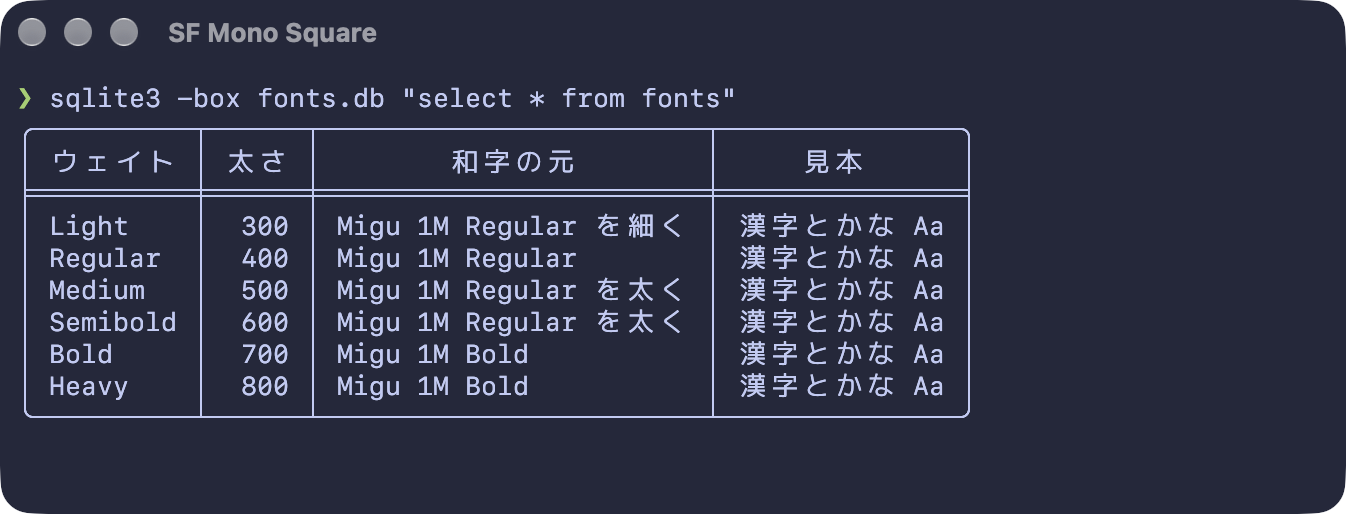 SF Mono Square
❯ sqlite3 -box fonts.db "select * from fonts"
ウェイト 太さ 和字の元 見本
Light 300 Migu 1M Regular を細く 漢字とかな Aa
Regular 400 Migu 1M Regular 漢字とかな Aa
Medium 500 Migu 1M Regular を太く 漢字とかな Aa
Semibold 600 Migu 1M Regular を太く 漢字とかな Aa
Bold 700 Migu 1M Bold 漢字とかな Aa
Heavy 800 Migu 1M Bold 漢字とかな Aa